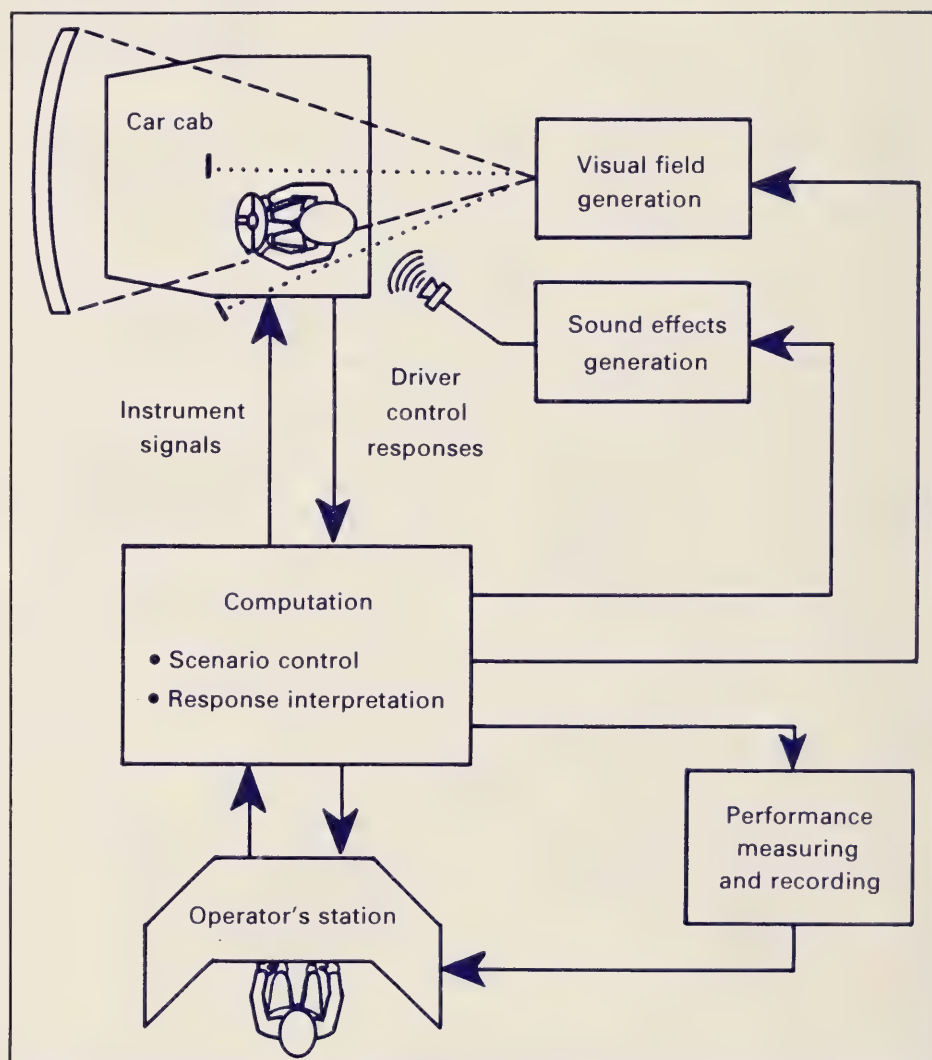 Car cab
Visual field
generation
Sound effects
generation
Driver
control
responses
Instrument
signals
Computation
• Scenario control
• Response interpretation
Performance
measuring
and recording
Operator's station